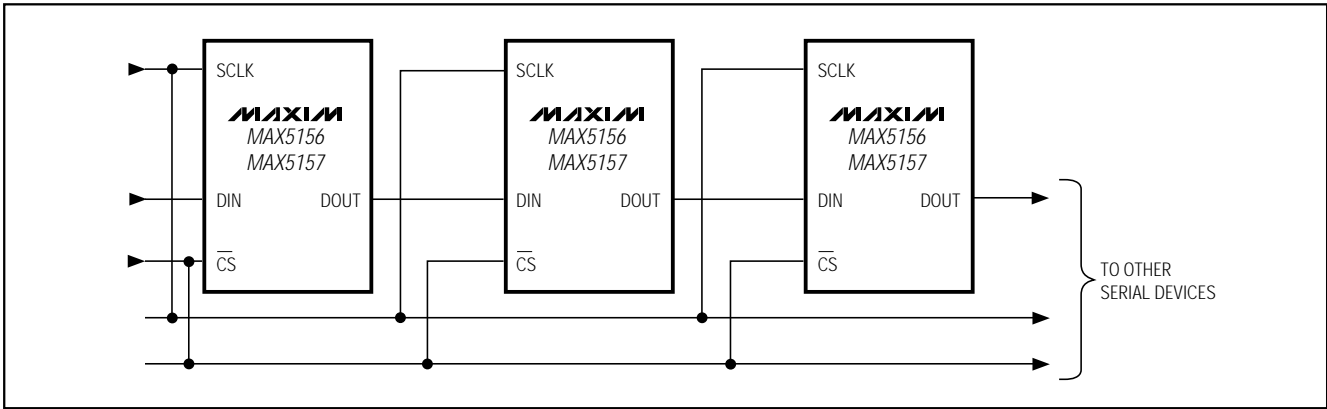 SCLK
MAXIM
MAX5156
MAX5157
DIN DOUT
CS
SCLK
MAXIM
MAX5156
MAX5157
DIN DOUT
CS
SCLK
MAXIM
MAX5156
MAX5157
DIN DOUT
CS
TO OTHER
SERIAL DEVICES